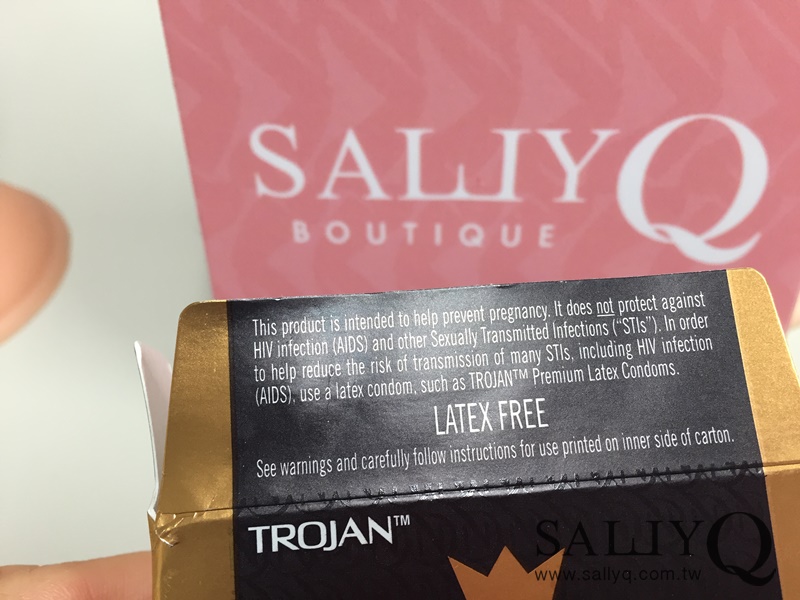 SALLY Q
BOUTIQUE
This product is intended to help prevent pregnancy. It does not protect against
HIV infection (AIDS) and other Sexually Transmitted Infections (“STIs”). In order
to help reduce the risk of transmission of many STIs, including HIV infection
(AIDS), use a latex condom, such as TROJAN™ Premium Latex Condoms.
LATEX FREE
See warnings and carefully follow instructions for use printed on inner side of carton.
TROJAN™
SALLY Q
www.sallyq.com.tw